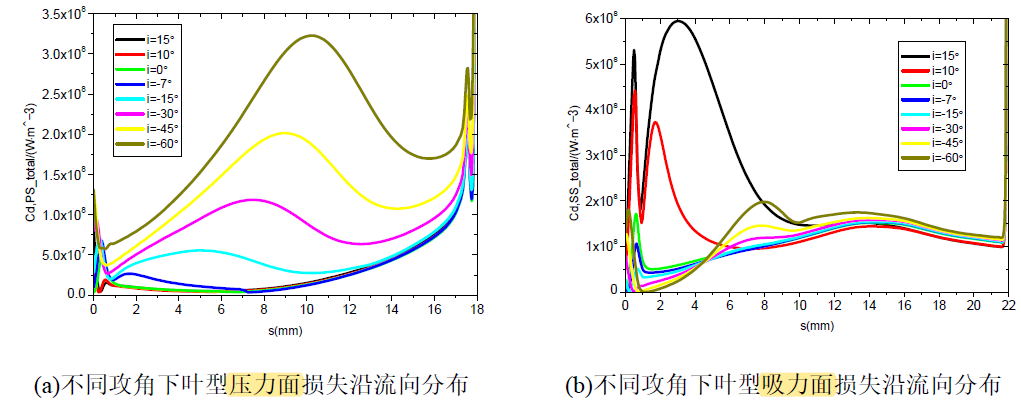 3.5x10⁸
3.0x10⁸
2.5x10⁸
2.0x10⁸
1.5x10⁸
1.0x10⁸
5.0x10⁷
0.0
Cd,PS_total/(W·m^-3)
i=15°
i=10°
i=0°
i=-7°
i=-15°
i=-30°
i=-45°
i=-60°
0 2 4 6 8 10 12 14 16 18
s(mm)
(a)不同攻角下叶型压力面损失沿流向分布
6x10⁸
5x10⁸
4x10⁸
3x10⁸
2x10⁸
1x10⁸
0
Cd,SS_total/(W·m^-3)
i=15°
i=10°
i=0°
i=-7°
i=-15°
i=-30°
i=-45°
i=-60°
0 2 4 6 8 10 12 14 16 18 20 22
s(mm)
(b)不同攻角下叶型吸力面损失沿流向分布